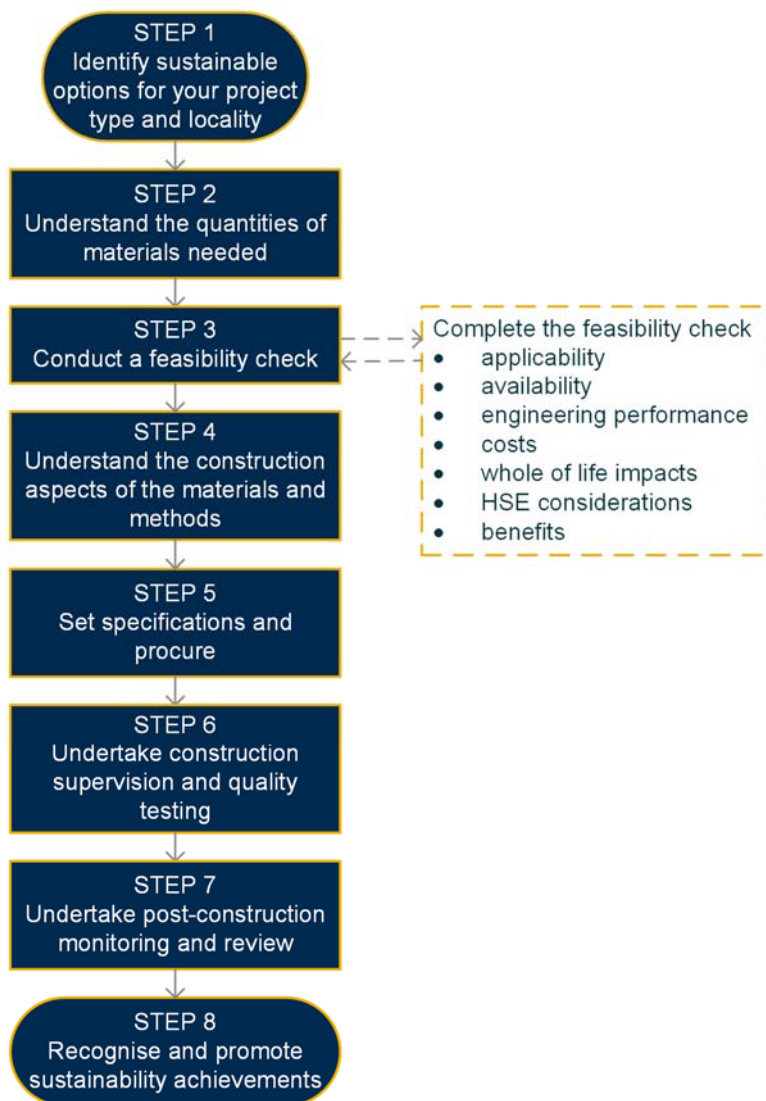 STEP 1
Identify sustainable
options for your project
type and locality
STEP 2
Understand the quantities of
materials needed
STEP 3
Conduct a feasibility check
Complete the feasibility check
• applicability
• availability
• engineering performance
• costs
• whole of life impacts
• HSE considerations
• benefits
STEP 4
Understand the construction
aspects of the materials and
methods
STEP 5
Set specifications and
procure
STEP 6
Undertake construction
supervision and quality
testing
STEP 7
Undertake post-construction
monitoring and review
STEP 8
Recognise and promote
sustainability achievements